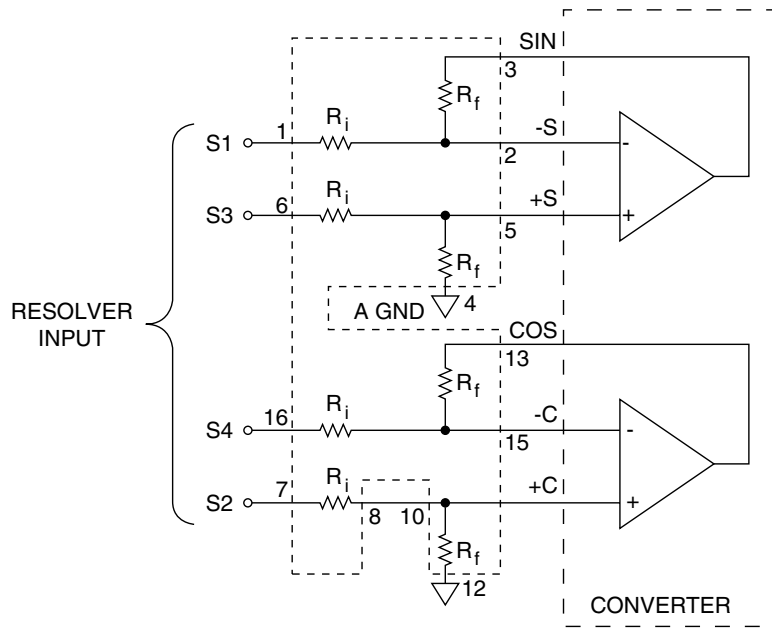 SIN
3
Rf
Ri
S1
1
-S
2
-
Ri
S3
6
+S
5
+
Rf
A GND
4
RESOLVER
INPUT
COS
13
Rf
Ri
S4
16
-C
15
-
Ri
S2
7
8
10
+C
+
Rf
12
CONVERTER